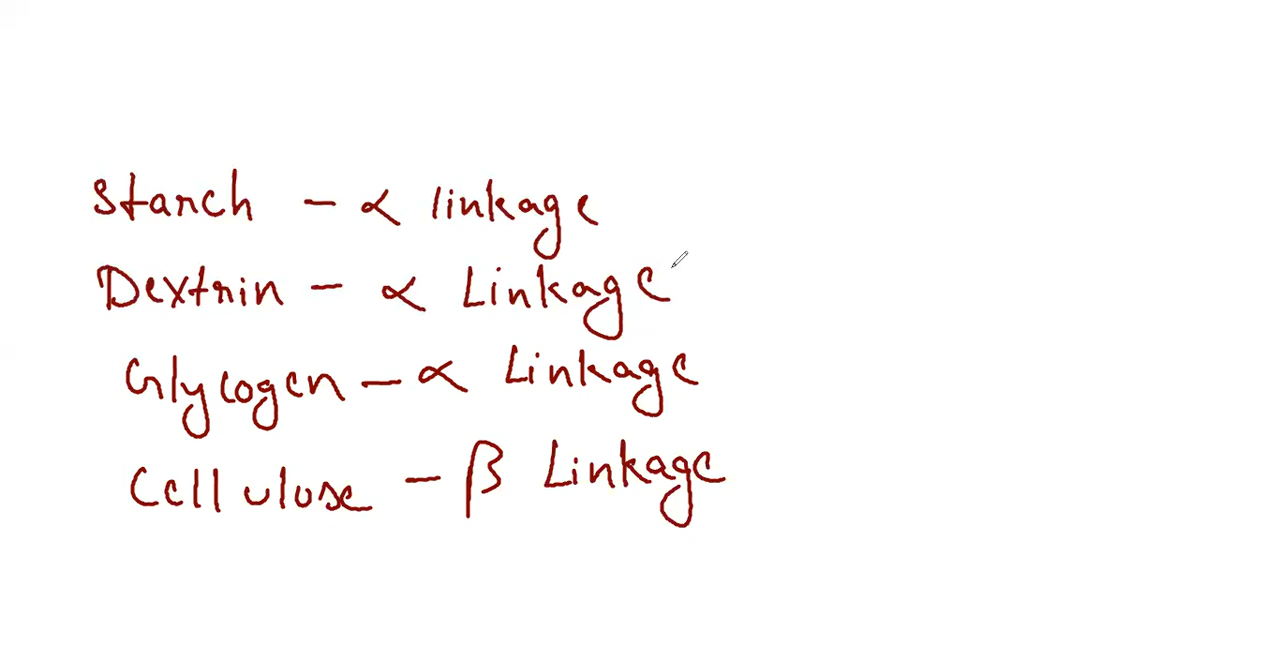 Starch - α linkage
Dextrin - α Linkage
Glycogen - α Linkage
Cellulose - β Linkage